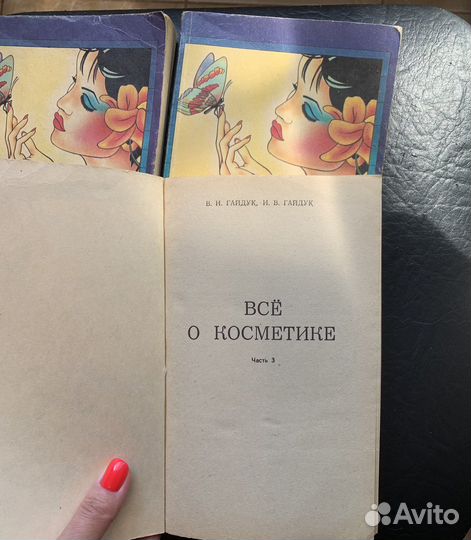 В. Н. ГАЙДУК, И. В. ГАЙДУК
ВСЁ
О КОСМЕТИКЕ
Часть 3
Avito